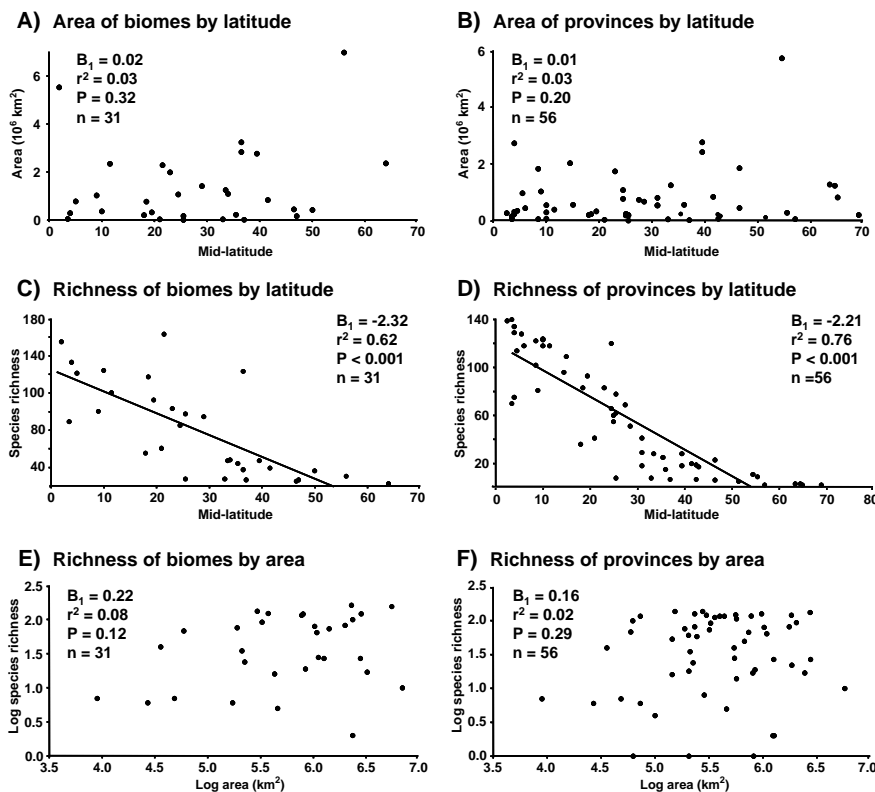 A) Area of biomes by latitude
B₁ = 0.02
r² = 0.03
P = 0.32
n = 31
Area (10⁶ km²)
6
4
2
0
0 10 20 30 40 50 60 70
Mid-latitude
B) Area of provinces by latitude
B₁ = 0.01
r² = 0.03
P = 0.20
n = 56
Area (10⁶ km²)
6
4
2
0
0 10 20 30 40 50 60 70
Mid-latitude
C) Richness of biomes by latitude
B₁ = -2.32
r² = 0.62
P < 0.001
n = 31
Species richness
180
140
100
60
20
0 10 20 30 40 50 60 70
Mid-latitude
D) Richness of provinces by latitude
B₁ = -2.21
r² = 0.76
P < 0.001
n =56
Species richness
140
100
60
20
0 10 20 30 40 50 60 70 80
Mid-latitude
E) Richness of biomes by area
B₁ = 0.22
r² = 0.08
P = 0.12
n = 31
Log species richness
2.5
2.0
1.5
1.0
0.5
0.0
3.5 4.0 4.5 5.0 5.5 6.0 6.5 7.0
Log area (km²)
F) Richness of provinces by area
B₁ = 0.16
r² = 0.02
P = 0.29
n = 56
Log species richness
2.5
2.0
1.5
1.0
0.5
0.0
3.5 4.0 4.5 5.0 5.5 6.0 6.5 7.0
Log area (km²)